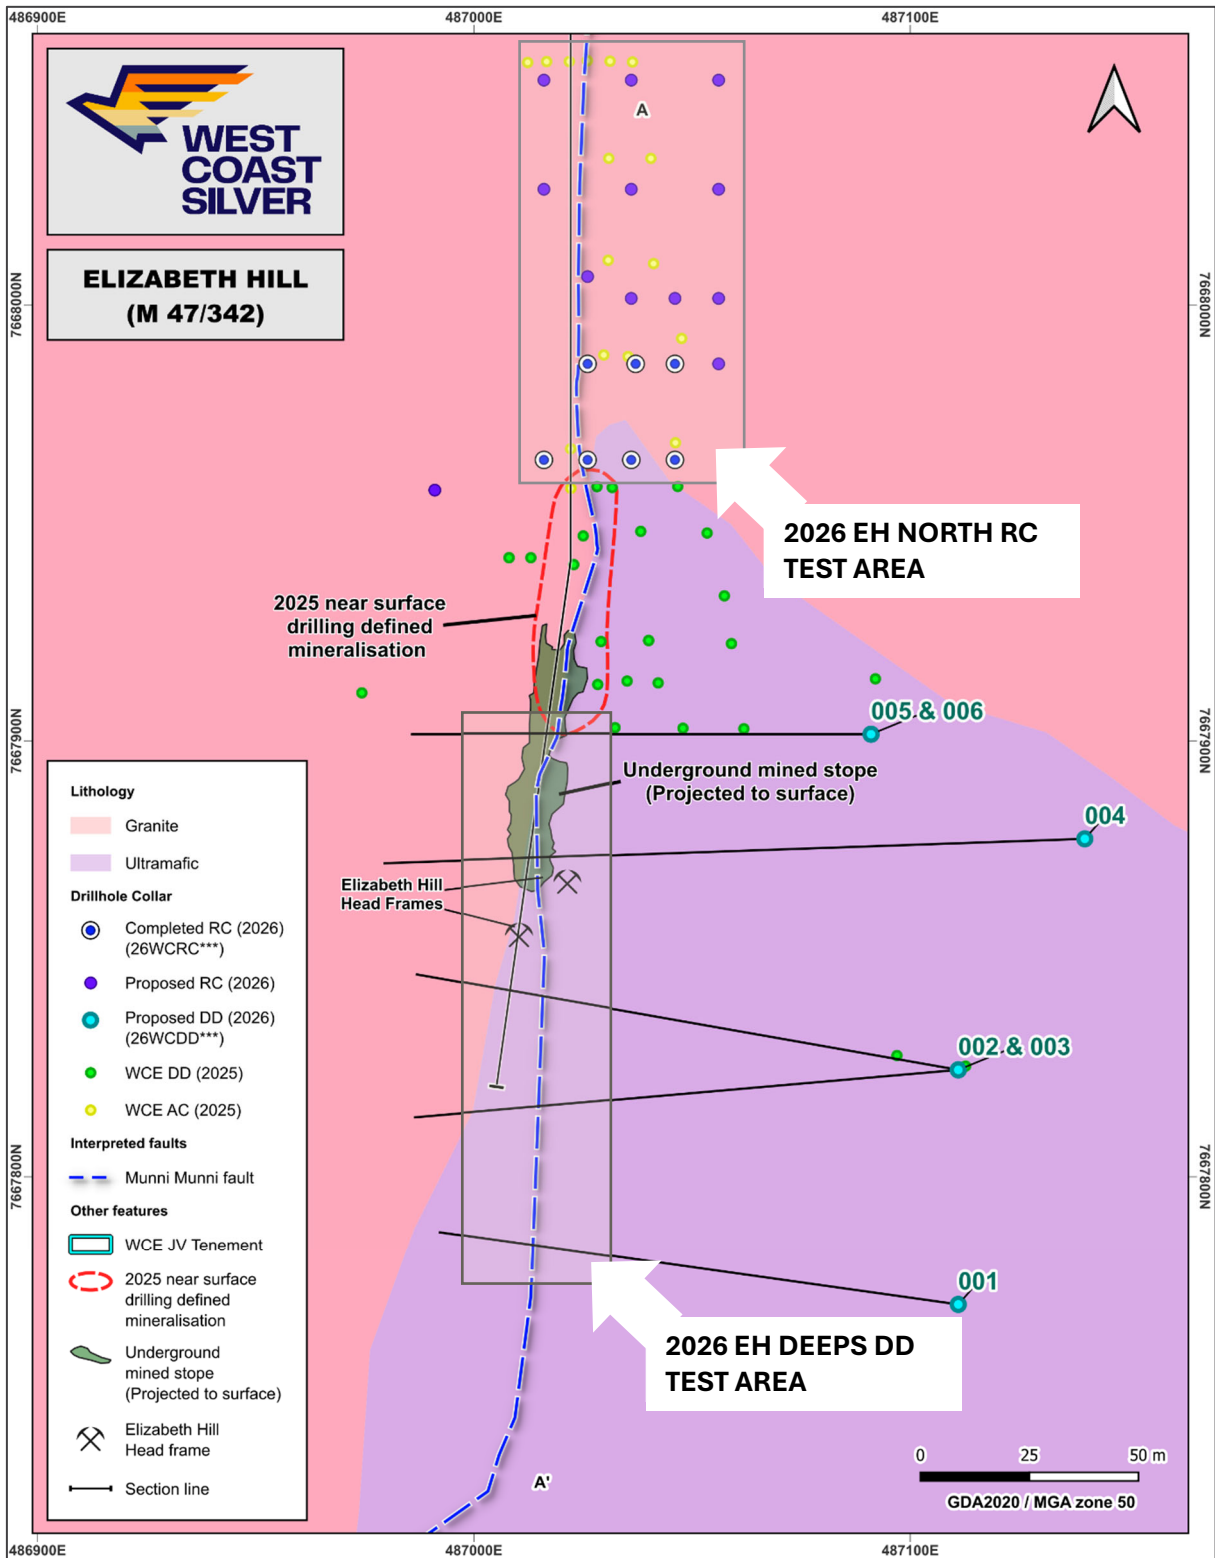 486900E
487000E
487100E
WEST
COAST
SILVER
ELIZABETH HILL
(M 47/342)
A
7668000N
7668000N
2026 EH NORTH RC
TEST AREA
2025 near surface
drilling defined
mineralisation
005 & 006
7667900N
7667900N
Underground mined stope
(Projected to surface)
004
Elizabeth Hill
Head Frames
002 & 003
7667800N
7667800N
001
2026 EH DEEPS DD
TEST AREA
Lithology
Granite
Ultramafic
Drillhole Collar
Completed RC (2026)
(26WCRC***)
Proposed RC (2026)
Proposed DD (2026)
(26WCDD***)
WCE DD (2025)
WCE AC (2025)
Interpreted faults
Munni Munni fault
Other features
WCE JV Tenement
2025 near surface
drilling defined
mineralisation
Underground
mined stope
(Projected to surface)
Elizabeth Hill
Head frame
Section line
A'
0 25 50 m
GDA2020 / MGA zone 50
486900E
487000E
487100E